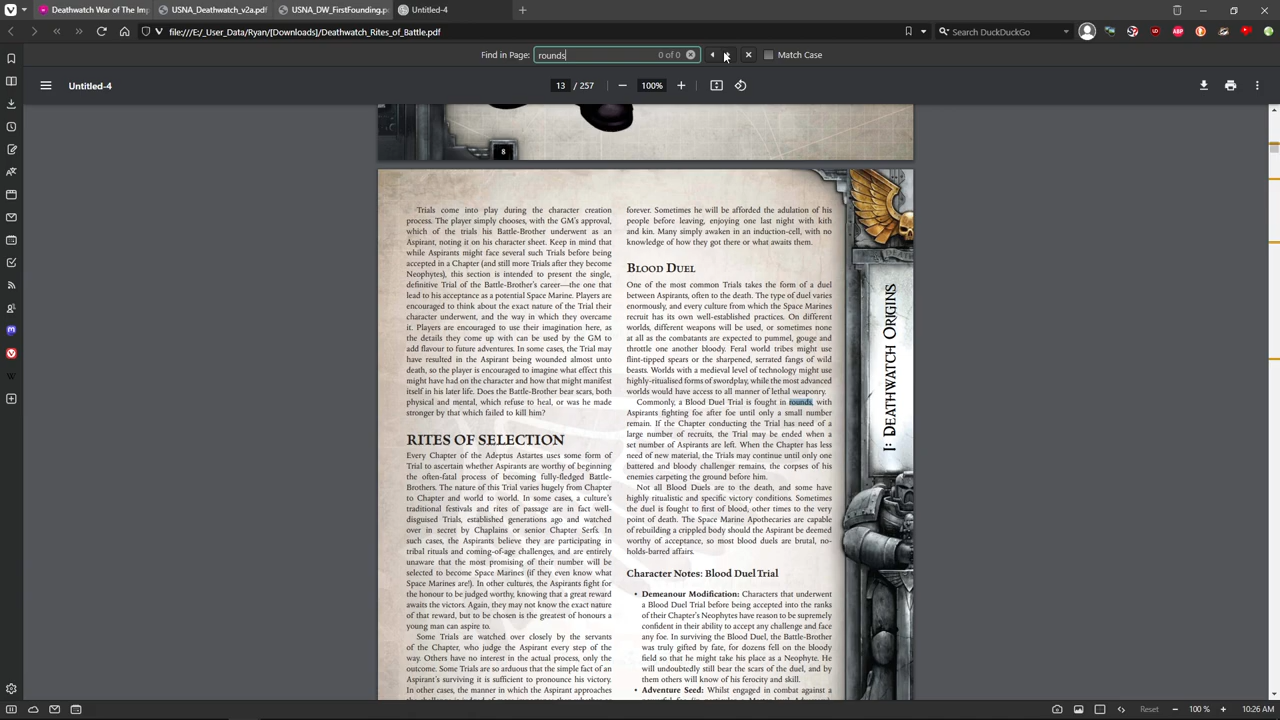 Deathwatch War of The Im
USNA_Deathwatch_v2a.pdf
USNA_DW_FirstFounding.p
Untitled-4
file:///E/_User_Data/Ryan/[Downloads]/Deathwatch_Rites_of_Battle.pdf
Search DuckDuckGo
Find in Page:
rounds
0 of 0
Match Case
Untitled-4
13 / 257
100%
8
Trials come into play during the character creation
process. The player simply chooses, with the GM's approval,
which of the trials his Battle-Brother underwent as an
Aspirant, noting it on his character sheet. Keep in mind that
while Aspirants might face several such Trials before being
accepted in a Chapter (and still more Trials after they become
Neophytes), this section is intended to present the single,
definitive Trial of the Battle-Brother's career—the one that
lead to his acceptance as a potential Space Marine. Players are
encouraged to think about the exact nature of the Trial their
character underwent, and the way in which they overcame
it. Players are encouraged to use their imagination here, as
the details they come up with can be used by the GM to
add flavour to future adventures. In some cases, the Trial may
have resulted in the Aspirant being wounded almost unto
death, so the player is encouraged to imagine what effect this
might have had on the character and how that might manifest
itself in his later life. Does the Battle-Brother bear scars, both
physical and mental, which refuse to heal, or was he made
stronger by that which failed to kill him?
RITES OF SELECTION
Every Chapter of the Adeptus Astartes uses some form of
Trial to ascertain whether Aspirants are worthy of beginning
the often-fatal process of becoming fully-fledged Battle-
Brothers. The nature of this Trial varies hugely from Chapter
to Chapter and world to world. In some cases, a culture's
traditional festivals and rites of passage are in fact well-
disguised Trials, established generations ago and watched
over in secret by Chaplains or senior Chapter Serfs. In
such cases, the Aspirants believe they are participating in
tribal rituals and coming-of-age challenges, and are entirely
unaware that the most promising of their number will be
selected to become Space Marines (if they even know what
Space Marines are!). In other cultures, the Aspirants fight for
the honour to be judged worthy, knowing that a great reward
awaits the victors. Again, they may not know the exact nature
of that reward, but to be chosen is the greatest of honours a
young man can aspire to.
Some Trials are watched over closely by the servants
of the Chapter, who judge the Aspirant every step of the
way. Others have no interest in the actual process, only the
outcome. Some Trials are so arduous that the simple fact of an
Aspirant's surviving it is sufficient to pronounce his victory.
In other cases, the manner in which the Aspirant approaches
forever. Sometimes he will be afforded the adulation of his
people before leaving, enjoying one last night with kith
and kin. Many simply awaken in an induction-cell, with no
knowledge of how they got there or what awaits them.
BLOOD DUEL
One of the most common Trials takes the form of a duel
between Aspirants, often to the death. The type of duel varies
enormously, and every culture from which the Space Marines
recruit has its own well-established practices. On different
worlds, different weapons will be used, or sometimes none
at all as the combatants are expected to pummel, gouge and
throttle one another bloody. Feral world tribes might use
flint-tipped spears or the sharpened, serrated fangs of wild
beasts. Worlds with a medieval level of technology might use
highly-ritualised forms of swordplay, while the most advanced
worlds would have access to all manner of lethal weaponry.
Commonly, a Blood Duel Trial is fought in rounds, with
Aspirants fighting foe after foe until only a small number
remain. If the Chapter conducting the Trial has need of a
large number of recruits, the Trial may be ended when a
set number of Aspirants are left. When the Chapter has less
need of new material, the Trials may continue until only one
battered and bloody challenger remains, the corpses of his
enemies carpeting the ground before him.
Not all Blood Duels are to the death, and some have
highly ritualistic and specific victory conditions. Sometimes
the duel is fought to first of blood, other times to the very
point of death. The Space Marine Apothecaries are capable
of rebuilding a crippled body should the Aspirant be deemed
worthy of acceptance, so most blood duels are brutal, no-
holds-barred affairs.
Character Notes: Blood Duel Trial
• Demeanour Modification: Characters that underwent
a Blood Duel Trial before being accepted into the ranks
of their Chapter's Neophytes have reason to be supremely
confident in their ability to accept any challenge and face
any foe. In surviving the Blood Duel, the Battle-Brother
was truly gifted by fate, for dozens fell on the bloody
field so that he might take his place as a Neophyte. He
will undoubtedly still bear the scars of the duel, and by
them others will know of his ferocity and skill.
• Adventure Seed: Whilst engaged in combat against a
I: DEATHWATCH ORIGINS
Reset
100 %
10:26 AM